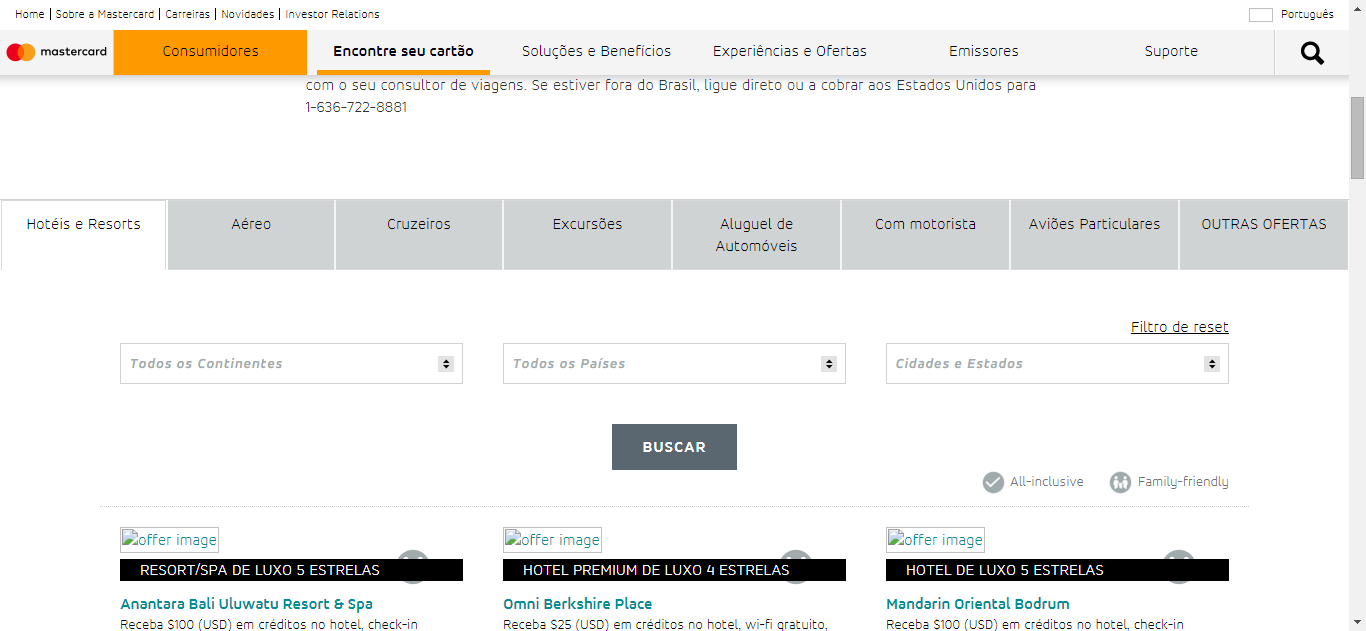 Home | Sobre a Mastercard | Carreiras | Novidades | Investor Relations
Português
mastercard
Consumidores
Encontre seu cartão
Soluções e Benefícios
Experiências e Ofertas
Emissores
Suporte
com o seu consultor de viagens. Se estiver fora do Brasil, ligue direto ou a cobrar aos Estados Unidos para
1-636-722-8881
Hotéis e Resorts
Aéreo
Cruzeiros
Excursões
Aluguel de
Automóveis
Com motorista
Aviões Particulares
OUTRAS OFERTAS
Filtro de reset
Todos os Continentes
Todos os Países
Cidades e Estados
BUSCAR
All-inclusive
Family-friendly
offer image
RESORT/SPA DE LUXO 5 ESTRELAS
Anantara Bali Uluwatu Resort & Spa
Receba $100 (USD) em créditos no hotel, check-in
offer image
HOTEL PREMIUM DE LUXO 4 ESTRELAS
Omni Berkshire Place
Receba $25 (USD) em créditos no hotel, wi-fi gratuito,
offer image
HOTEL DE LUXO 5 ESTRELAS
Mandarin Oriental Bodrum
Receba $100 (USD) em créditos no hotel, check-in